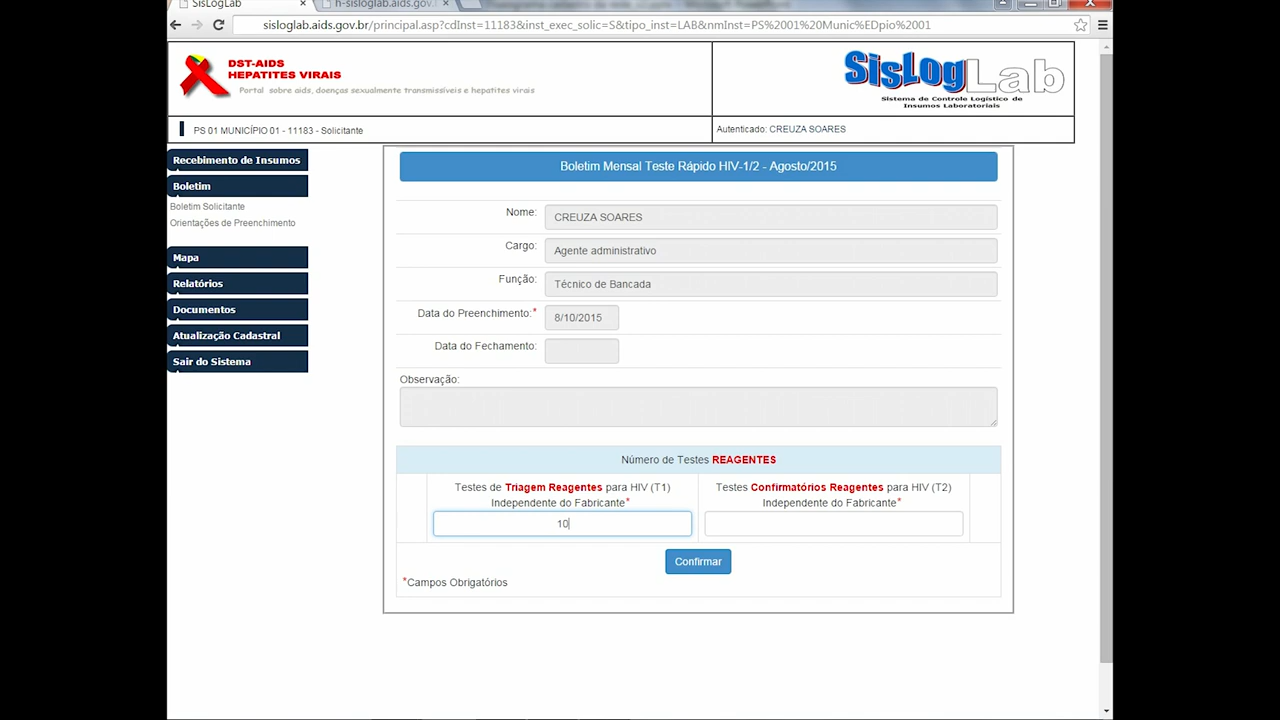 SisLogLab
h-sisloglab.aids.gov.
sisloglab.aids.gov.br/principal.asp?cdInst=11183&inst_exec_solic=S&tipo_inst=LAB&nmInst=PS%2001%20Munic%EDpio%2001
DST-AIDS
HEPATITES VIRAIS
Portal sobre aids, doenças sexualmente transmissíveis e hepatites virais
SisLogLab
Sistema de Controle Logístico de
Insumos Laboratoriais
PS 01 MUNICÍPIO 01 - 11183 - Solicitante
Autenticado: CREUZA SOARES
Recebimento de Insumos
Boletim
Boletim Solicitante
Orientações de Preenchimento
Mapa
Relatórios
Documentos
Atualização Cadastral
Sair do Sistema
Boletim Mensal Teste Rápido HIV-1/2 - Agosto/2015
Nome: CREUZA SOARES
Cargo: Agente administrativo
Função: Técnico de Bancada
Data do Preenchimento:* 8/10/2015
Data do Fechamento:
Observação:
Número de Testes REAGENTES
Testes de Triagem Reagentes para HIV (T1)
Independente do Fabricante*
10
Testes Confirmatórios Reagentes para HIV (T2)
Independente do Fabricante*
Confirmar
*Campos Obrigatórios